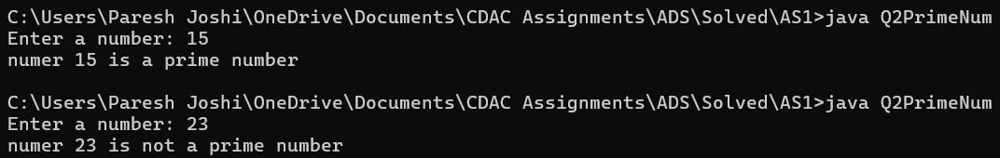 C:\Users\Paresh Joshi\OneDrive\Documents\CDAC Assignments\ADS\Solved\AS1>java Q2PrimeNum
Enter a number: 15
numer 15 is a prime number
C:\Users\Paresh Joshi\OneDrive\Documents\CDAC Assignments\ADS\Solved\AS1>java Q2PrimeNum
Enter a number: 23
numer 23 is not a prime number